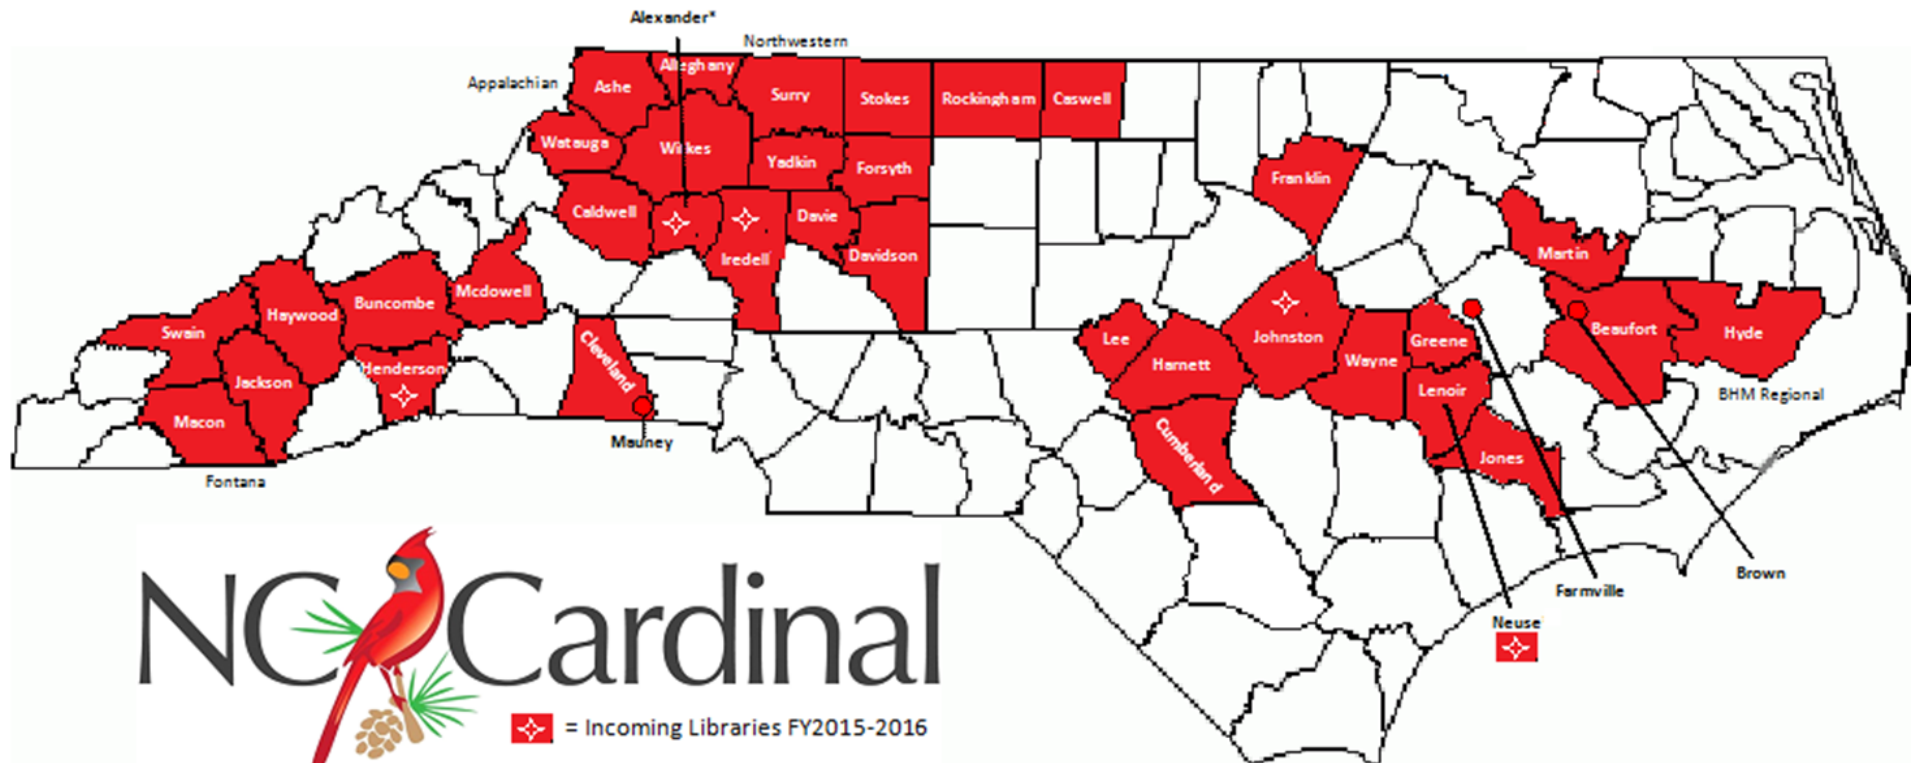 Alexander*
Northwestern
Appalachian
Ashe
Alleghany
Surry
Stokes
Rockingham
Caswell
Watauga
Wilkes
Yadkin
Forsyth
Franklin
Caldwell
Davie
Iredell
Davidson
Martin
Mcdowell
Buncombe
Haywood
Swain
Jackson
Henderson
Macon
Cleveland
Mauney
Fontana
Lee
Harnett
Johnston
Wayne
Greene
Lenoir
Cumberland
Jones
Beaufort
Hyde
BHM Regional
Brown
Farmville
Neuse
NC Cardinal
= Incoming Libraries FY2015-2016